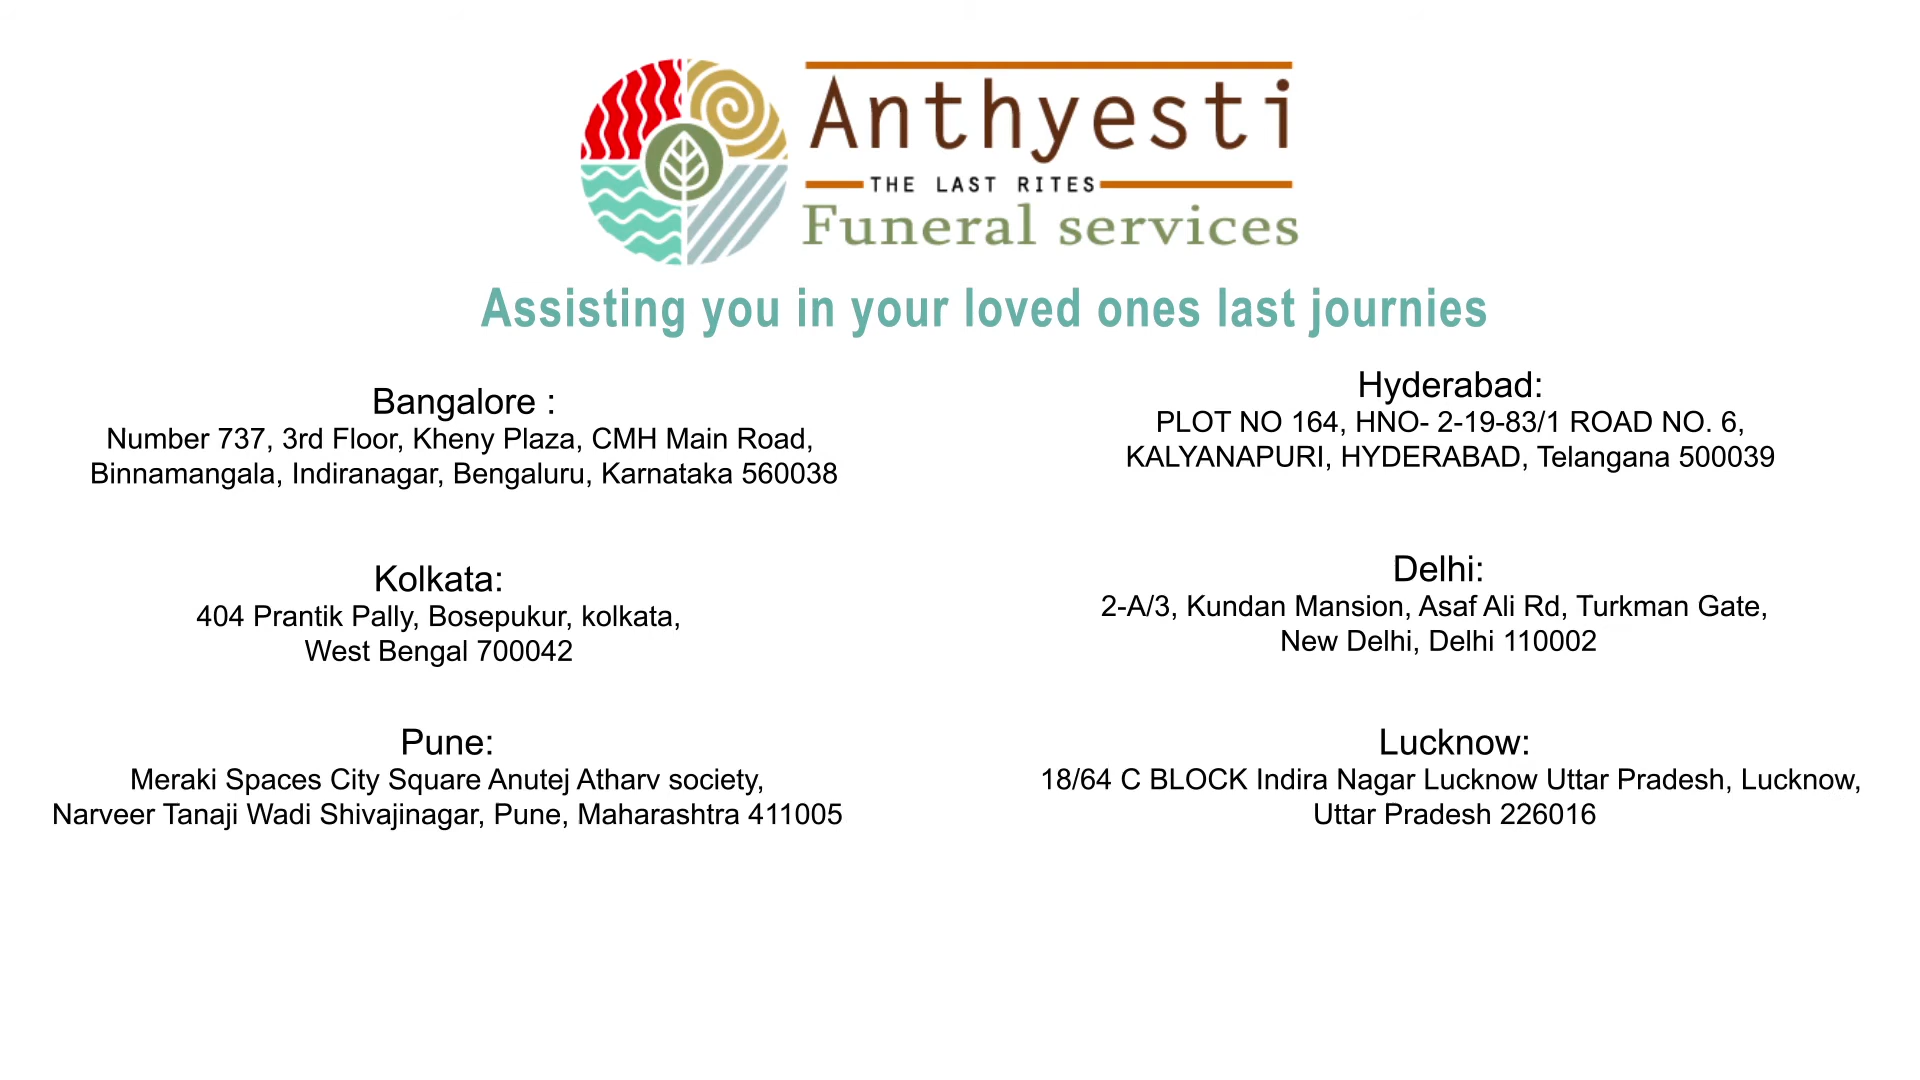 Anthyesti
THE LAST RITES
Funeral services
Assisting you in your loved ones last journies
Bangalore :
Number 737, 3rd Floor, Kheny Plaza, CMH Main Road,
Binnamangala, Indiranagar, Bengaluru, Karnataka 560038
Hyderabad:
PLOT NO 164, HNO- 2-19-83/1 ROAD NO. 6,
KALYANAPURI, HYDERABAD, Telangana 500039
Kolkata:
404 Prantik Pally, Bosepukur, kolkata,
West Bengal 700042
Delhi:
2-A/3, Kundan Mansion, Asaf Ali Rd, Turkman Gate,
New Delhi, Delhi 110002
Pune:
Meraki Spaces City Square Anutej Atharv society,
Narveer Tanaji Wadi Shivajinagar, Pune, Maharashtra 411005
Lucknow:
18/64 C BLOCK Indira Nagar Lucknow Uttar Pradesh, Lucknow,
Uttar Pradesh 226016